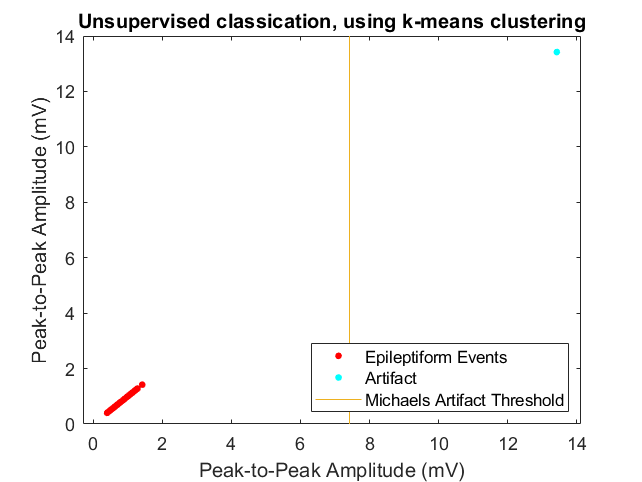 Unsupervised classication, using k-means clustering
14
12
10
8
6
4
2
0
Peak-to-Peak Amplitude (mV)
Epileptiform Events
Artifact
Michaels Artifact Threshold
0 2 4 6 8 10 12 14
Peak-to-Peak Amplitude (mV)